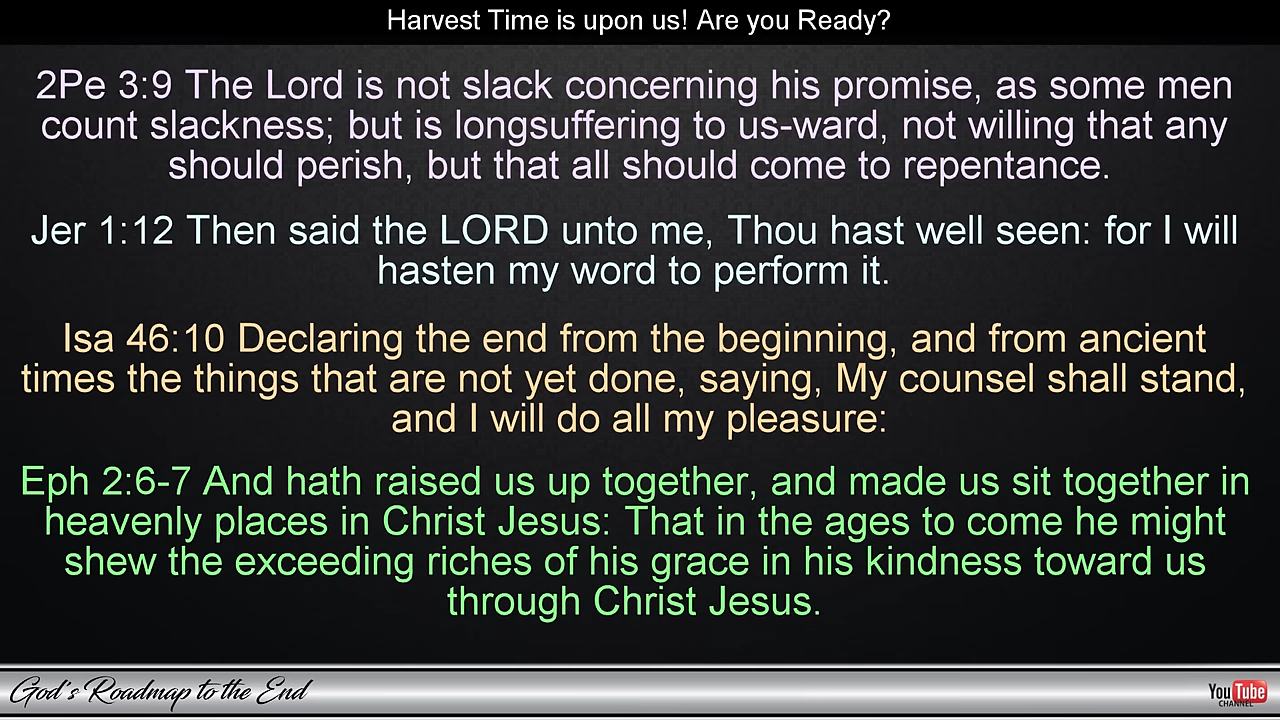 Harvest Time is upon us! Are you Ready?
2Pe 3:9 The Lord is not slack concerning his promise, as some men
count slackness; but is longsuffering to us-ward, not willing that any
should perish, but that all should come to repentance.
Jer 1:12 Then said the LORD unto me, Thou hast well seen: for I will
hasten my word to perform it.
Isa 46:10 Declaring the end from the beginning, and from ancient
times the things that are not yet done, saying, My counsel shall stand,
and I will do all my pleasure:
Eph 2:6-7 And hath raised us up together, and made us sit together in
heavenly places in Christ Jesus: That in the ages to come he might
shew the exceeding riches of his grace in his kindness toward us
through Christ Jesus.
God's Roadmap to the End
YouTube
CHANNEL